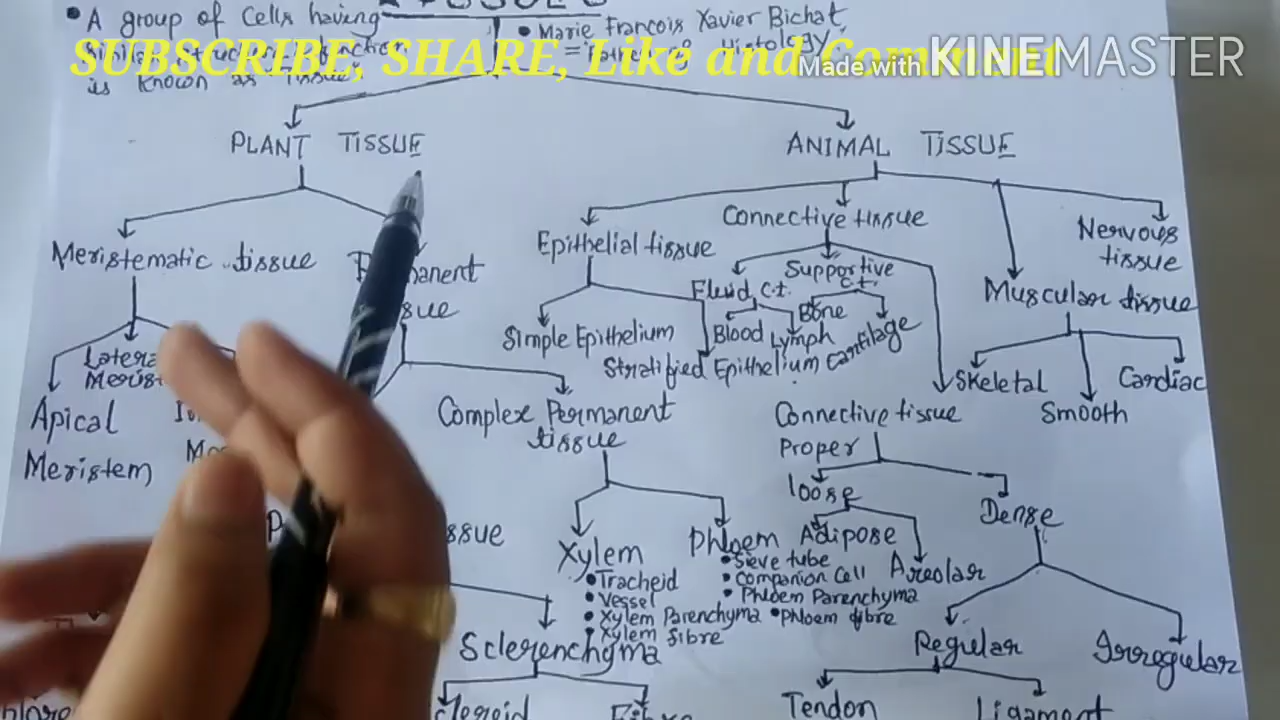 • A group of Cells having
• Marie Francois Xavier Bichat
SUBSCRIBE, SHARE, Like and Comment
Made with KINEMASTER
is known as "Tissue"
PLANT TISSUE
ANIMAL TISSUE
Meristematic tissue
Epithelial tissue
Connective tissue
Nervous
tissue
Muscular tissue
Fluid C.t.
Supportive
C.t.
Blood
Lymph
Bone
Cartilage
Simple Epithelium
Stratified Epithelium
Skeletal
Smooth
Cardiac
Apical
Meristem
Complex Permanent
tissue
Connective tissue
Proper
loose
Dense
Adipose
Areolar
Xylem
• Tracheid
• Vessel
• Xylem Parenchyma
• Xylem fibre
Phloem
• Sieve tube
• Companion Cell
• Phloem Parenchyma
• Phloem fibre
Sclerenchyma
Regular
Irregular
Tendon
Ligament